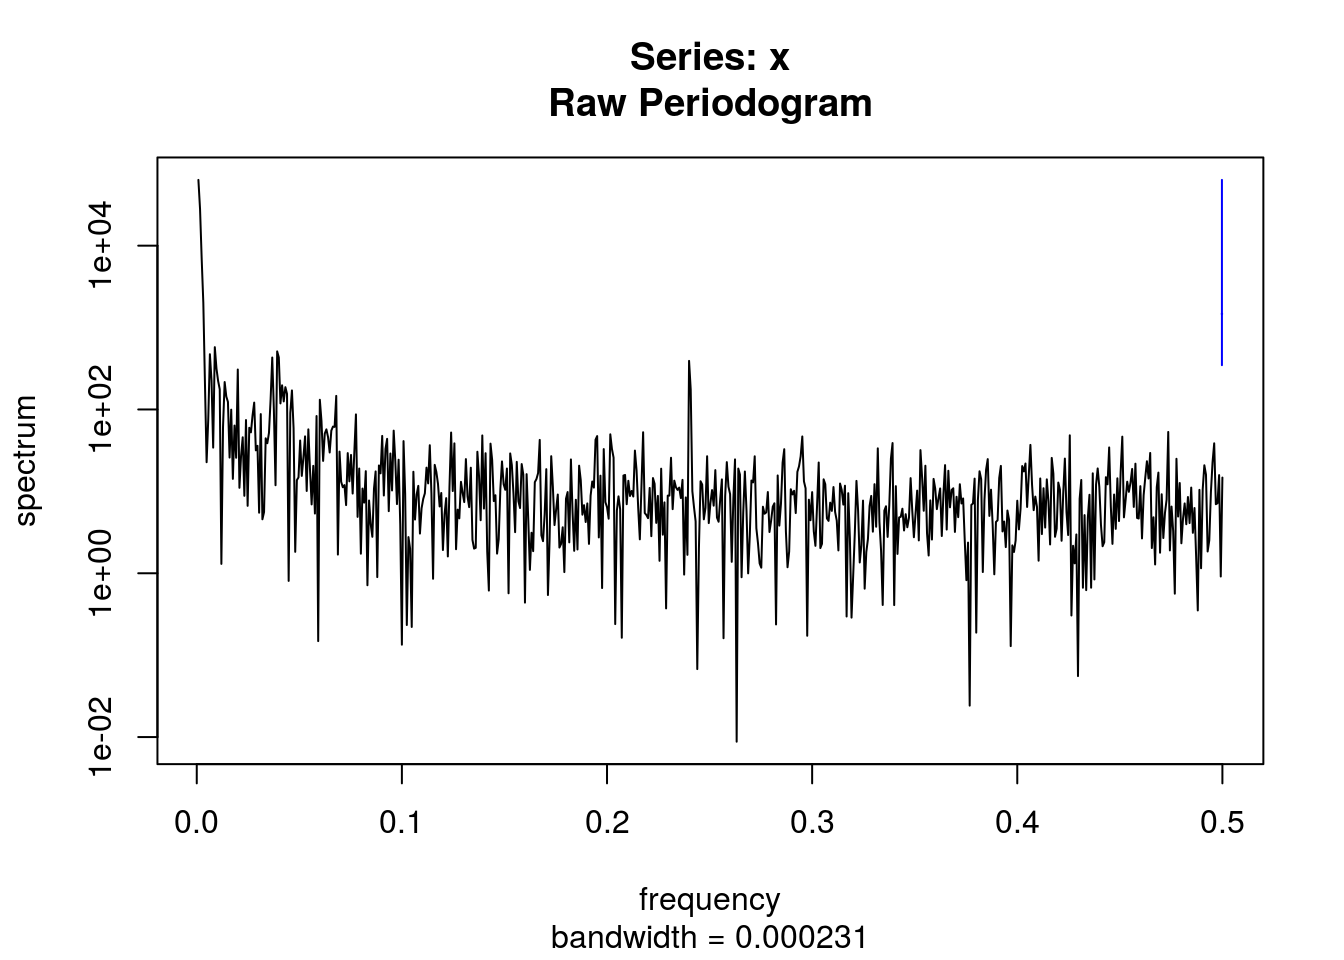 Series: x
Raw Periodogram
spectrum
1e+04
1e+02
1e+00
1e-02
0.0 0.1 0.2 0.3 0.4 0.5
frequency
bandwidth = 0.000231